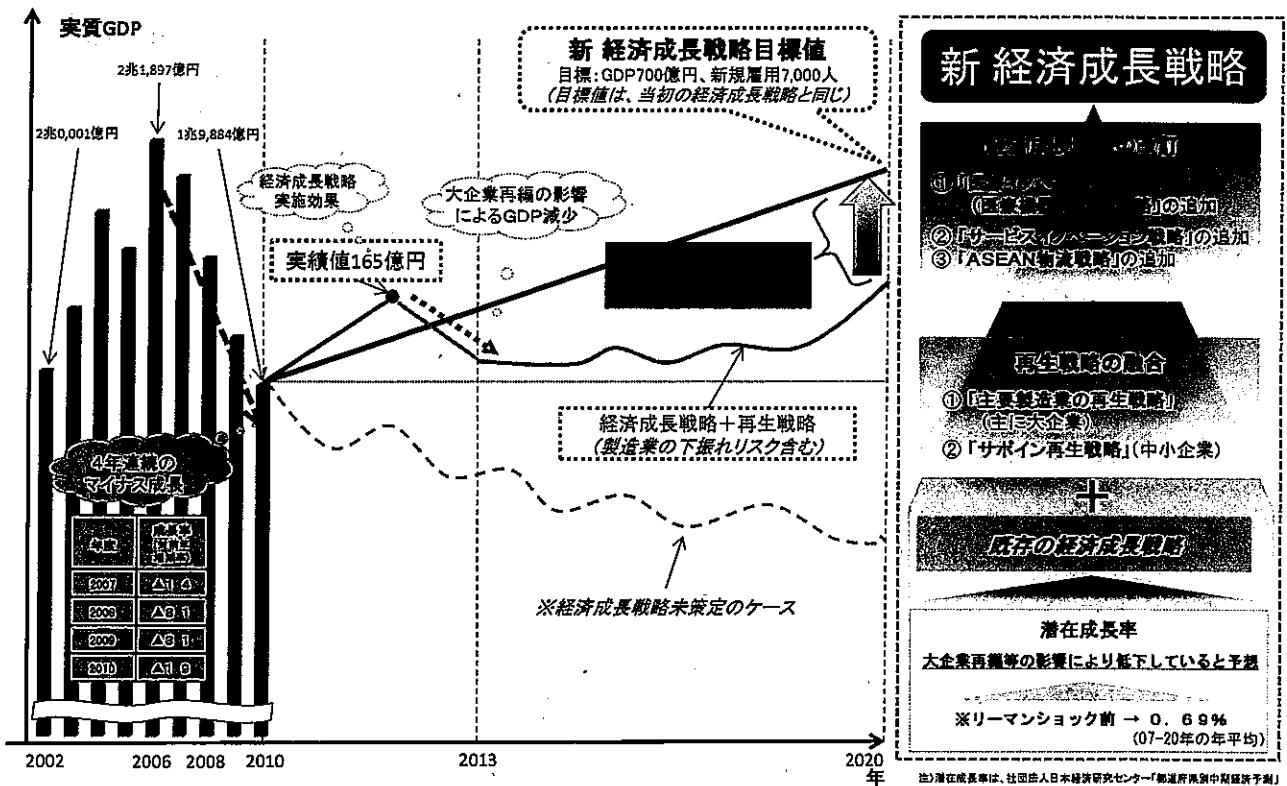 実質GDP
2兆1,897億円
2兆0,001億円
1兆9,884億円
経済成長戦略
実施効果
大企業再編の影響
によるGDP減少
実績値165億円
新 経済成長戦略目標値
目標：GDP700億円、新規雇用7,000人
(目標値は、当初の経済成長戦略と同じ)
経済成長戦略＋再生戦略
(製造業の下振れリスク含む)
※経済成長戦略未策定のケース
4年連続の
マイナス成長
年度
成長率
2007
2008
2009
2010
2002
2006
2008
2010
2013
2020
年
新 経済成長戦略
の追加
② 「サービスイノベーション戦略」の追加
③ 「ASEAN物流戦略」の追加
再生戦略の融合
① 「主要製造業の再生戦略」
(主に大企業)
② 「サポイン再生戦略」(中小企業)
＋
既存の経済成長戦略
潜在成長率
大企業再編等の影響により低下していると予想
※リーマンショック前 → 0.69%
(07-20年の年平均)
注)潜在成長率は、社団法人日本経済研究センター「都道府県別中期経済予測」